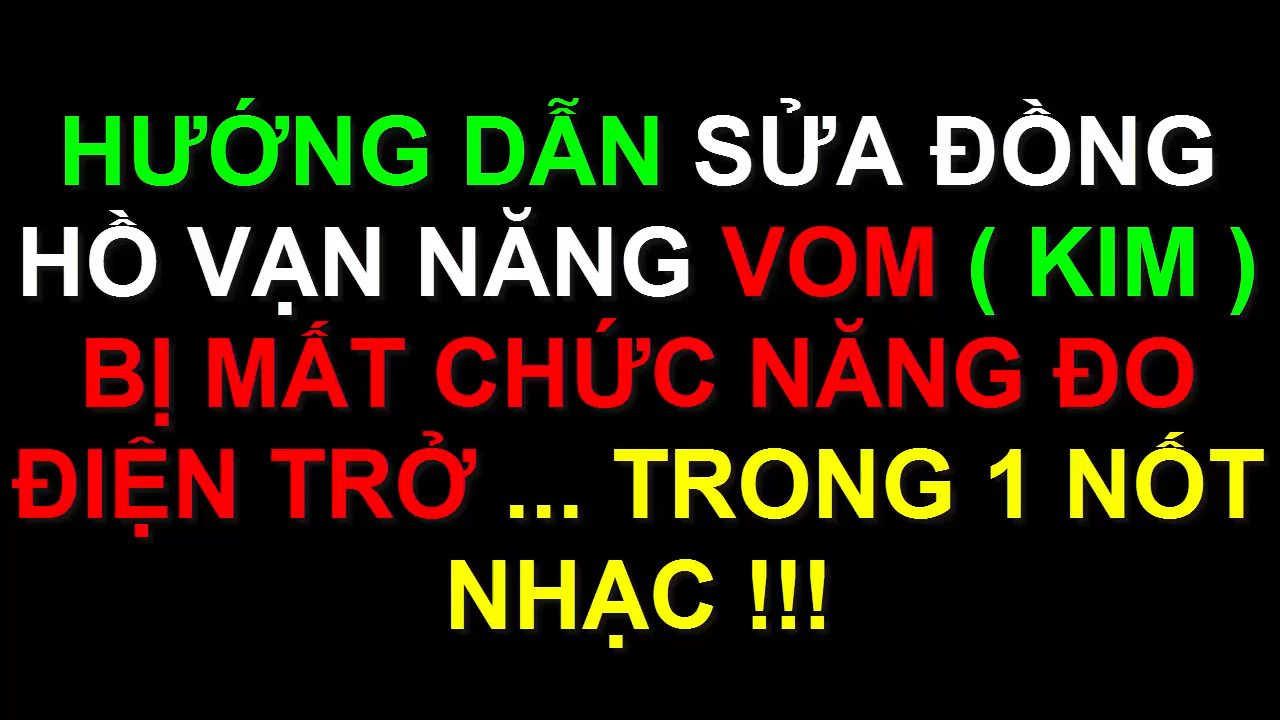 HƯỚNG DẪN SỬA ĐỒNG
HỒ VẠN NĂNG VOM ( KIM )
BỊ MẤT CHỨC NĂNG ĐO
ĐIỆN TRỞ ... TRONG 1 NỐT
NHẠC !!!